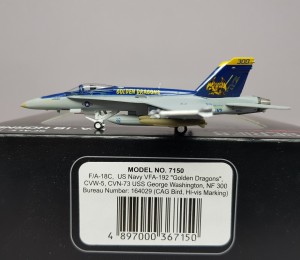 300
GOLDEN DRAGONS
MODEL NO. 7150
F/A-18C, US Navy VFA-192 "Golden Dragons",
CVW-5, CVN-73 USS George Washington, NF 300
Bureau Number: 164029 (CAG Bird, Hi-vis Marking)
4 897000 367150